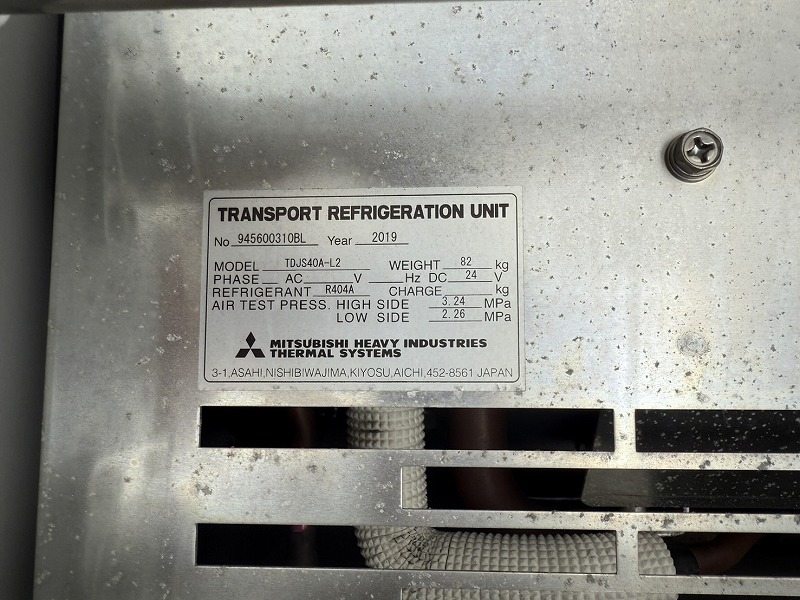 TRANSPORT REFRIGERATION UNIT
No 945600310BL Year 2019
MODEL TDJS40A-L2 WEIGHT 82 kg
PHASE AC V Hz DC 24 V
REFRIGERANT R404A CHARGE kg
AIR TEST PRESS. HIGH SIDE 3.24 MPa
LOW SIDE 2.26 MPa
MITSUBISHI HEAVY INDUSTRIES
THERMAL SYSTEMS
3-1,ASAHI,NISHIBIWAJIMA,KIYOSU,AICHI,452-8561 JAPAN